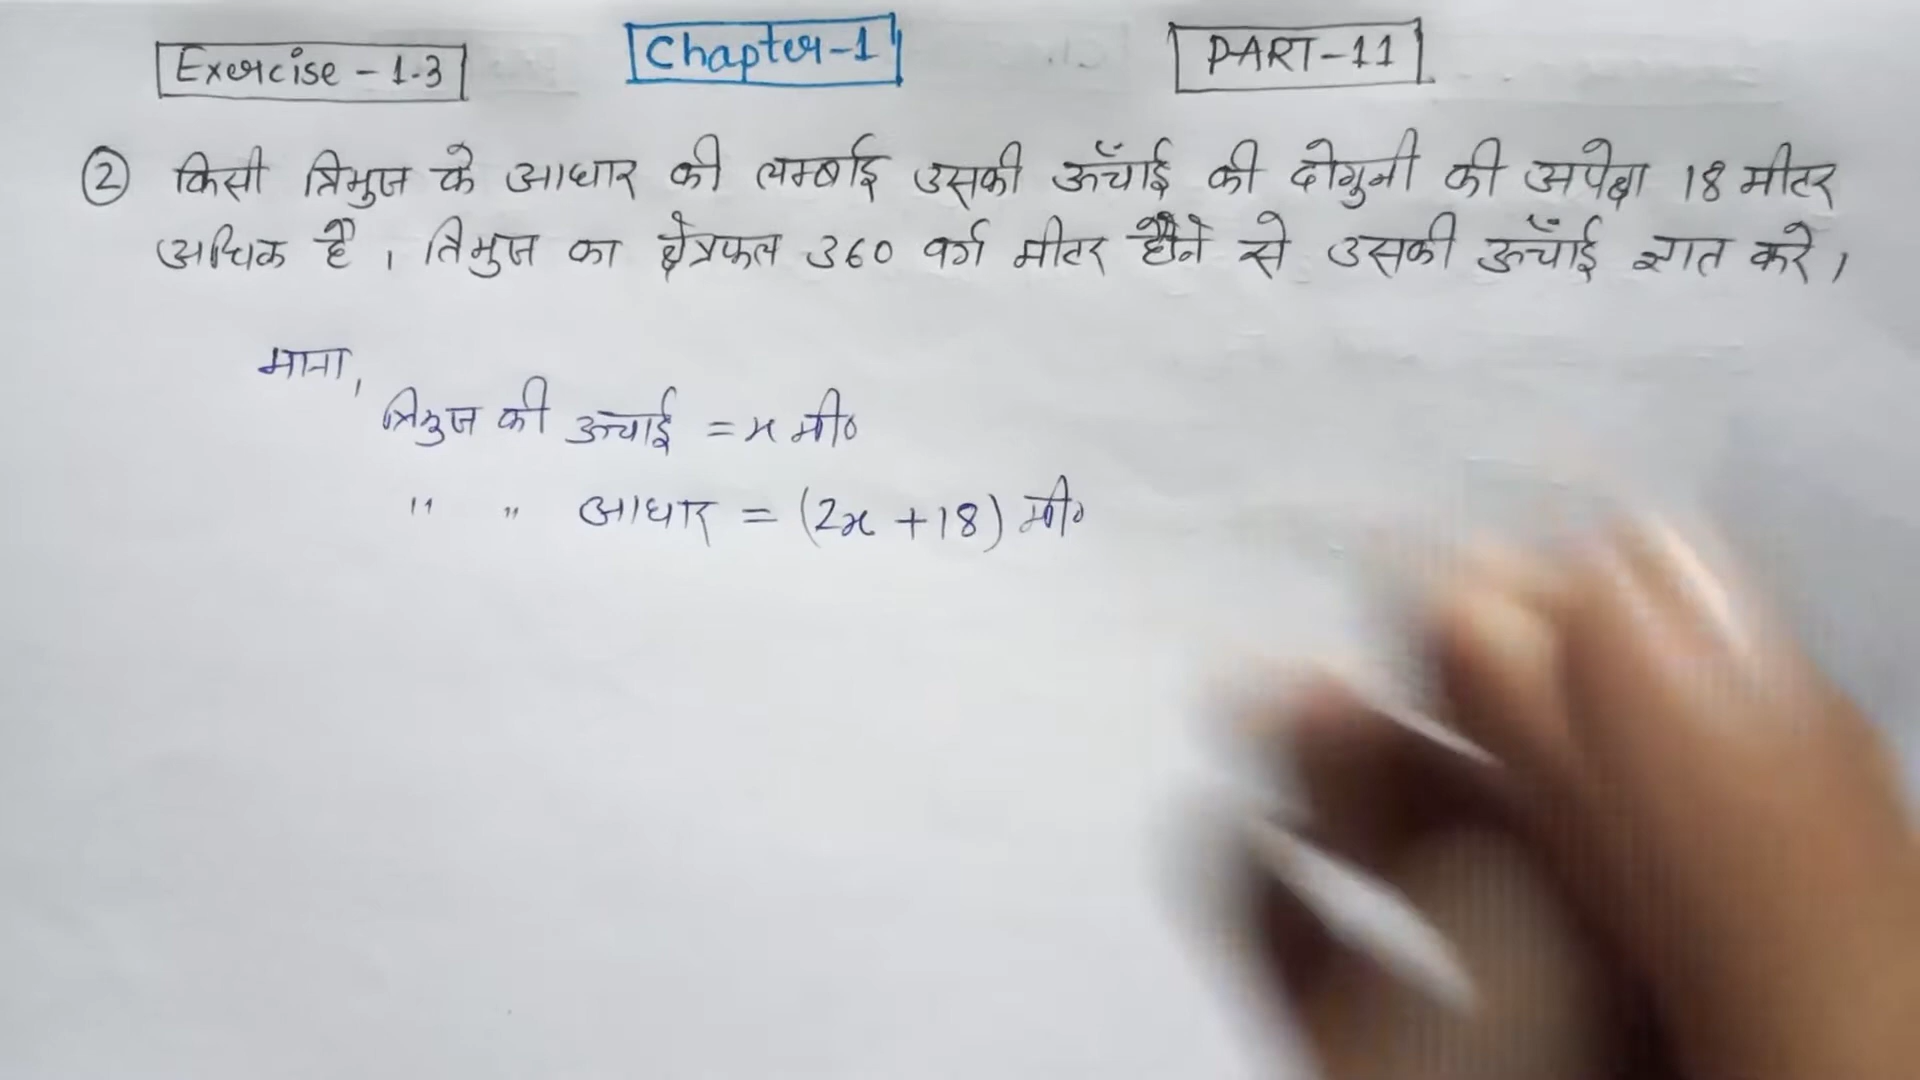 Exercise - 1.3
Chapter-1
PART-11
② किसी त्रिभुज के आधार की लम्बाई उसकी ऊँचाई की दोगुनी की अपेक्षा 18 मीटर
अधिक है । त्रिभुज का क्षेत्रफल 360 वर्ग मीटर होने से उसकी ऊँचाई ज्ञात करे ।
माना,
त्रिभुज की ऊचाई = x मी०
" " आधार = (2x + 18) मी०